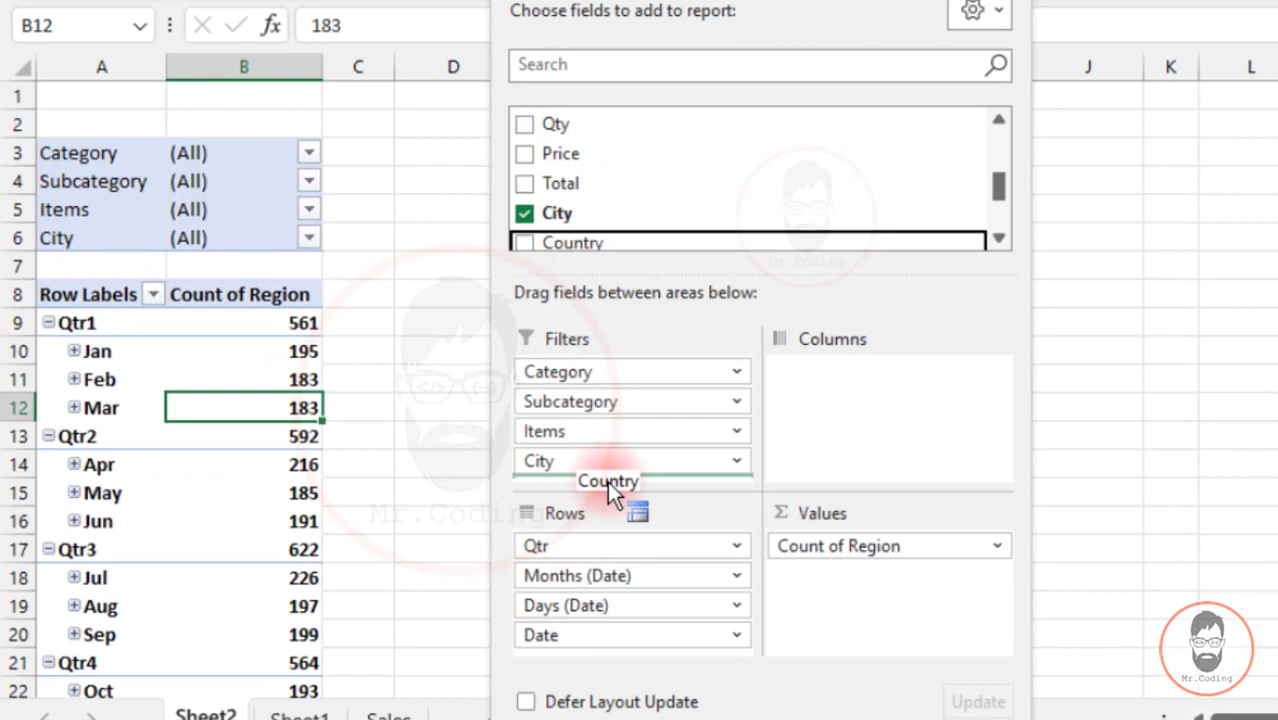 B12 fx 183
A B C D J K L
1
2
3 Category (All)
4 Subcategory (All)
5 Items (All)
6 City (All)
7
8 Row Labels Count of Region
9 Qtr1 561
10 Jan 195
11 Feb 183
12 Mar 183
13 Qtr2 592
14 Apr 216
15 May 185
16 Jun 191
17 Qtr3 622
18 Jul 226
19 Aug 197
20 Sep 199
21 Qtr4 564
22 Oct 193
Sheet2 Sheet1 Sales
Choose fields to add to report:
Search
Qty
Price
Total
City
Country
Drag fields between areas below:
Filters
Category
Subcategory
Items
City
Country
Columns
Rows
Qtr
Months (Date)
Days (Date)
Date
Σ Values
Count of Region
Defer Layout Update Update
Mr.Coding
Mr.Coding
Mr.Coding